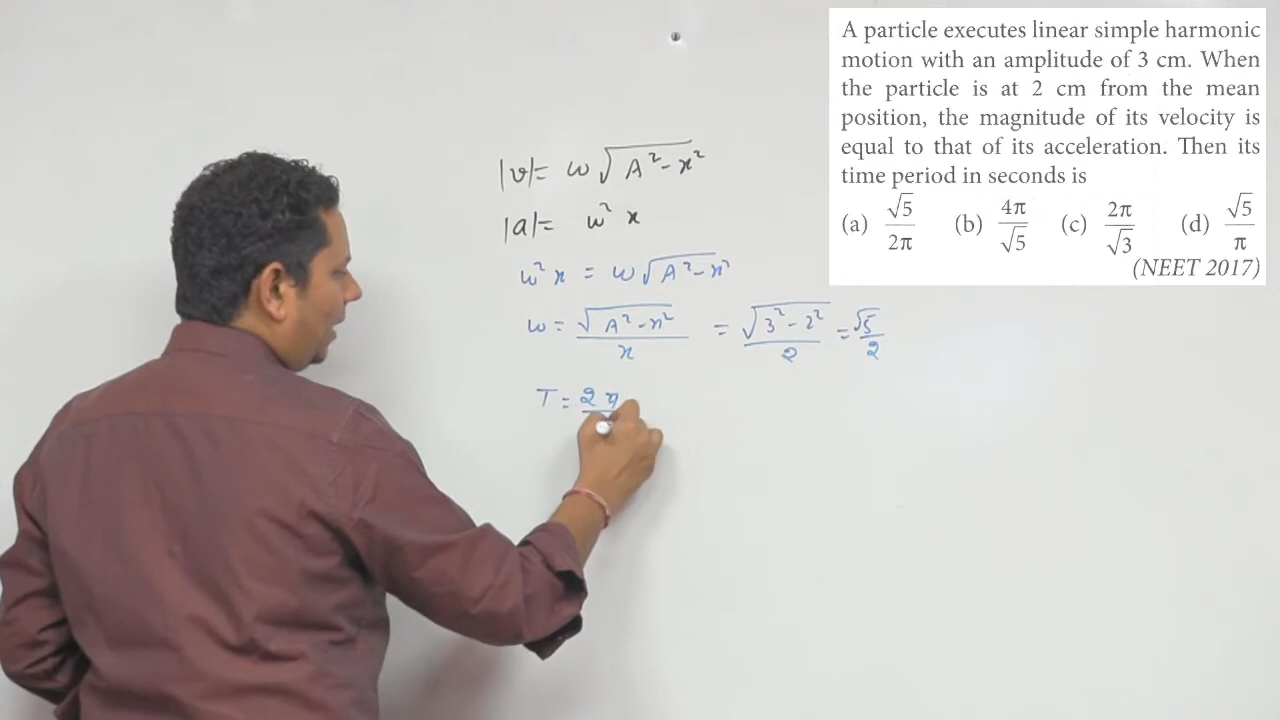 A particle executes linear simple harmonic
motion with an amplitude of 3 cm. When
the particle is at 2 cm from the mean
position, the magnitude of its velocity is
equal to that of its acceleration. Then its
time period in seconds is
(a) √5/2π (b) 4π/√5 (c) 2π/√3 (d) √5/π
(NEET 2017)
|v|= ω√(A²-x²)
|a|= ω² x
ω² x = ω√(A²-x²)
ω = √(A²-x²)/x = √(3²-2²)/2 = √5/2
T = 2π